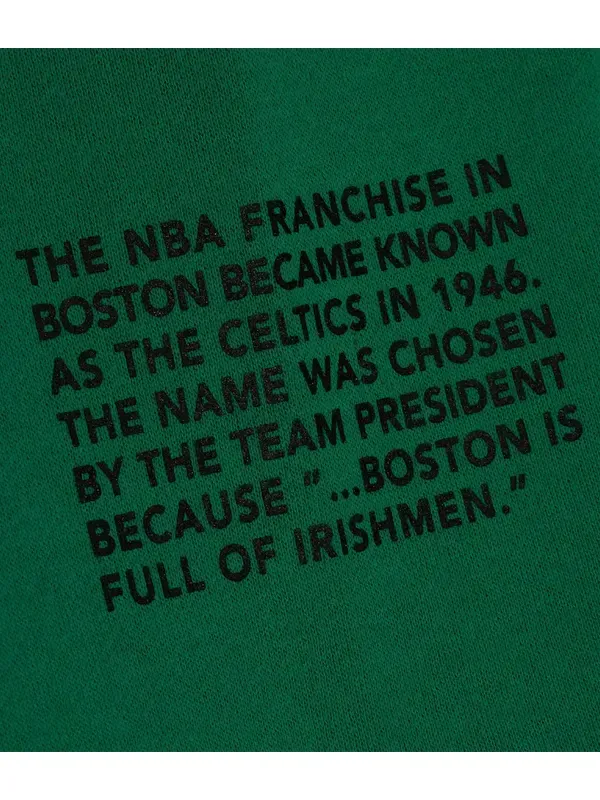 THE NBA FRANCHISE IN
BOSTON BECAME KNOWN
AS THE CELTICS IN 1946.
THE NAME WAS CHOSEN
BY THE TEAM PRESIDENT
BECAUSE "...BOSTON IS
FULL OF IRISHMEN."